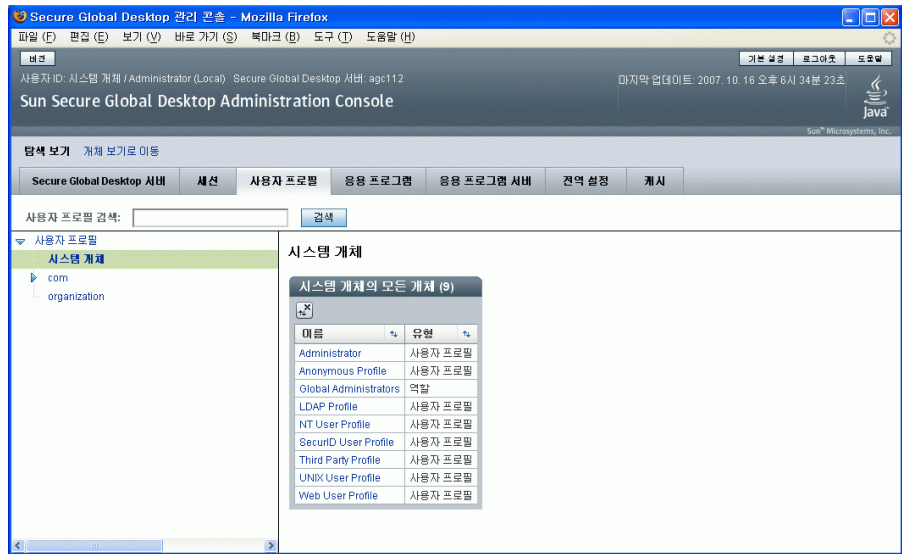 Secure Global Desktop 관리 콘솔 - Mozilla Firefox
파일 (F) 편집 (E) 보기 (V) 바로 가기 (S) 북마크 (B) 도구 (T) 도움말 (H)
버전 기본 설정 로그아웃 도움말
사용자 ID: 시스템 개체 / Administrator (Local) Secure Global Desktop 서버: agc112 마지막 업데이트: 2007. 10. 16 오후 6시 34분 23초
Sun Secure Global Desktop Administration Console
Java
Sun™ Microsystems, Inc.
탐색 보기 개체 보기로 이동
Secure Global Desktop 서버 세션 사용자 프로필 응용 프로그램 응용 프로그램 서버 전역 설정 캐시
사용자 프로필 검색: 검색
사용자 프로필
시스템 개체
com
organization
시스템 개체
시스템 개체의 모든 개체 (9)
이름 유형
Administrator 사용자 프로필
Anonymous Profile 사용자 프로필
Global Administrators 역할
LDAP Profile 사용자 프로필
NT User Profile 사용자 프로필
SecurID User Profile 사용자 프로필
Third Party Profile 사용자 프로필
UNIX User Profile 사용자 프로필
Web User Profile 사용자 프로필